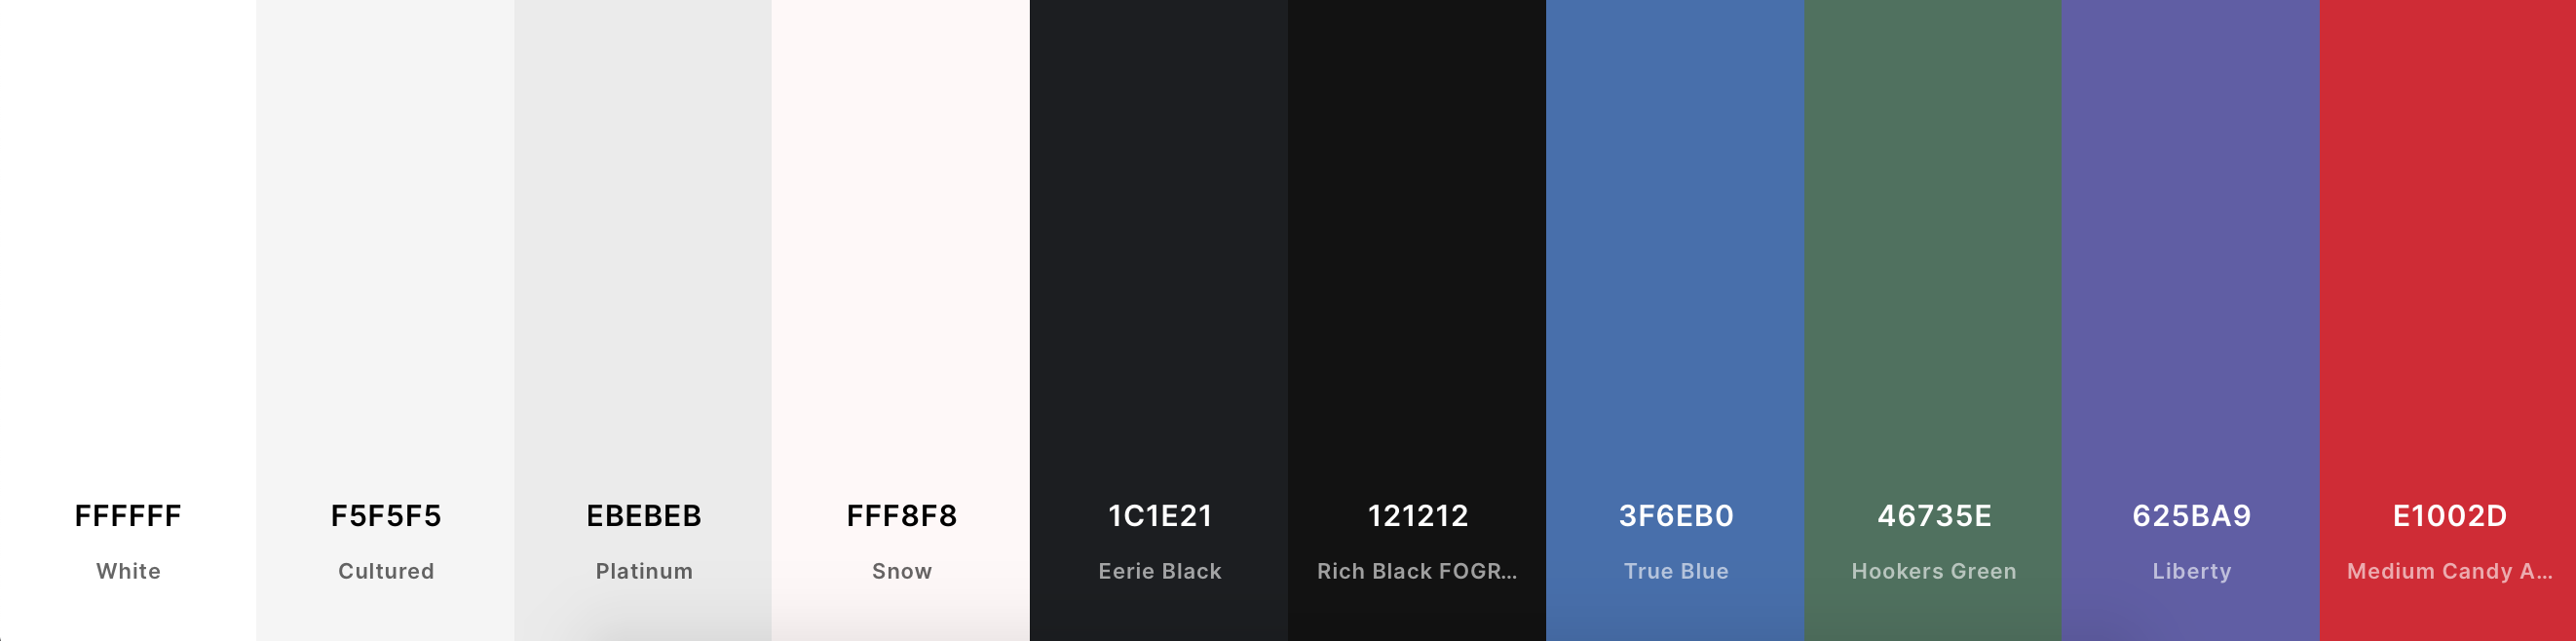 FFFFFF
White
F5F5F5
Cultured
EBEBEB
Platinum
FFF8F8
Snow
1C1E21
Eerie Black
121212
Rich Black FOGR...
3F6EB0
True Blue
46735E
Hookers Green
625BA9
Liberty
E1002D
Medium Candy A...